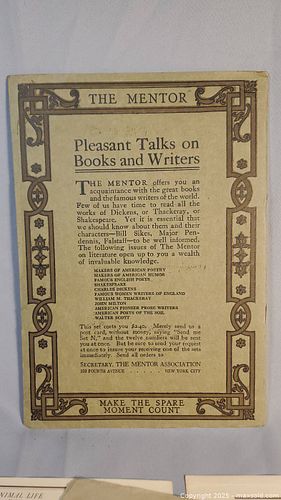 THE MENTOR
Pleasant Talks on
Books and Writers
THE MENTOR offers you an
acquaintance with the great books
and the famous writers of the world.
Few of us have time to read all the
works of Dickens, or Thackeray, or
Shakespeare. Yet it is essential that
we should know about them and their
characters—Bill Sikes, Major Pen-
dennis, Falstaff—to be well informed.
The following issues of The Mentor
on literature open up to you a wealth
of invaluable knowledge.
MAKERS OF AMERICAN POETRY
MAKERS OF AMERICAN HUMOR
FAMOUS ENGLISH POETS
SHAKESPEARE
CHARLES DICKENS
FAMOUS WOMEN WRITERS OF ENGLAND
WILLIAM M. THACKERAY
JOHN MILTON
AMERICAN PIONEER PROSE WRITERS
AMERICAN POETS OF THE SOIL
WALTER SCOTT
This set costs you $2.40. Merely send to a
post card, without money, saying "Send me
Set N," and the twelve numbers will be sent
you at once. But be sure to send your request
at once to insure your receiving one of the sets
immediately. Send all orders to
SECRETARY, THE MENTOR ASSOCIATION
FOURTH AVENUE . . . . . . NEW YORK CITY
MAKE THE SPARE
MOMENT COUNT
NIMAL LIFE
Copyright 2025 - maxsold.com